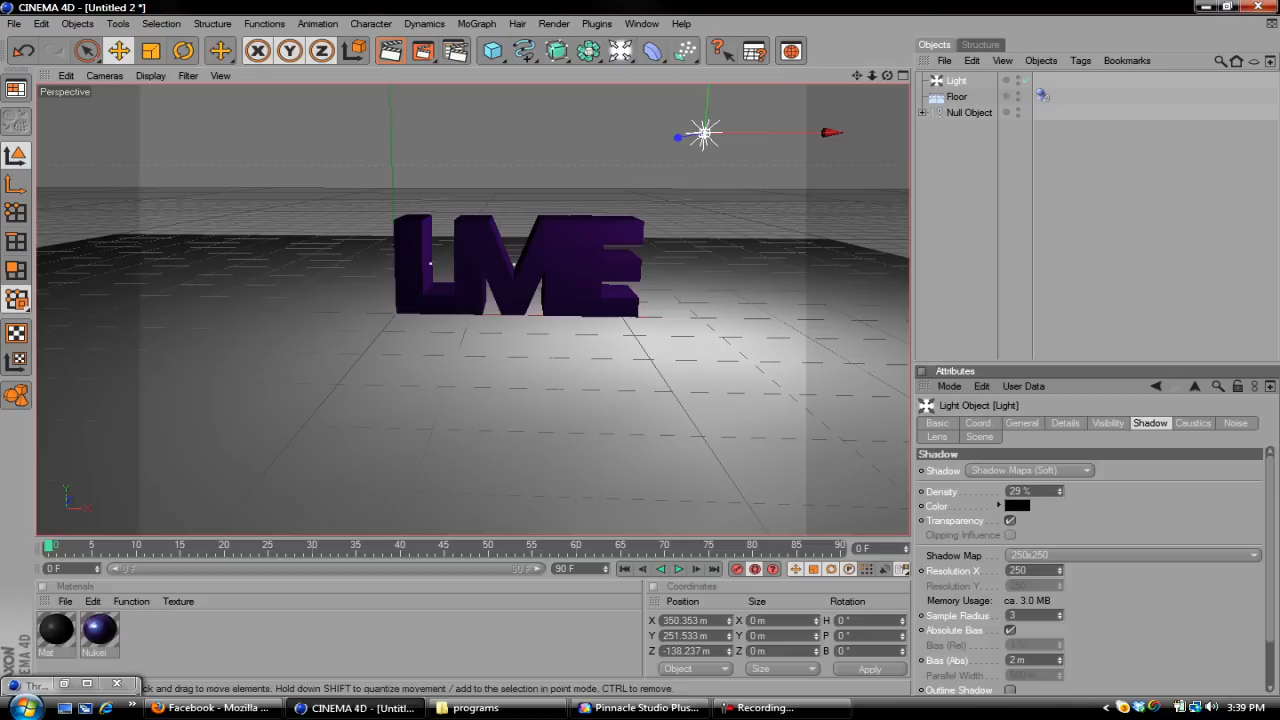 CINEMA 4D - [Untitled 2 *]
File Edit Objects Tools Selection Structure Functions Animation Character Dynamics MoGraph Hair Render Plugins Window Help
X Y Z
Objects Structure
File Edit View Objects Tags Bookmarks
Edit Cameras Display Filter View
Perspective
Light
Floor
Null Object
LIVE
Y
X
Attributes
Mode Edit User Data
Light Object [Light]
Basic Coord. General Details Visibility Shadow Caustics Noise
Lens Scene
Shadow
Shadow Shadow Maps (Soft)
Density 29 %
Color
Transparency
Clipping Influence
Shadow Map 250x250
Resolution X 250
Resolution Y
Memory Usage: ca. 3.0 MB
Sample Radius 3
Absolute Bias
Bias (Rel)
Bias (Abs) 2 m
Parallel Width
Outline Shadow
0 5 10 15 20 25 30 35 40 45 50 55 60 65 70 75 80 85 90 0 F
0 F 0 F 90 F 90 F
Materials
File Edit Function Texture
Mat Nukei
Coordinates
Position Size Rotation
X 350.353 m X 0 m H 0 °
Y 251.533 m Y 0 m P 0 °
Z -138.237 m Z 0 m B 0 °
Object Size Apply
Thr...
ck and drag to move elements. Hold down SHIFT to quantize movement / add to the selection in point mode, CTRL to remove.
Facebook - Mozilla ... CINEMA 4D - [Untitl... programs Pinnacle Studio Plus... Recording... 3:39 PM